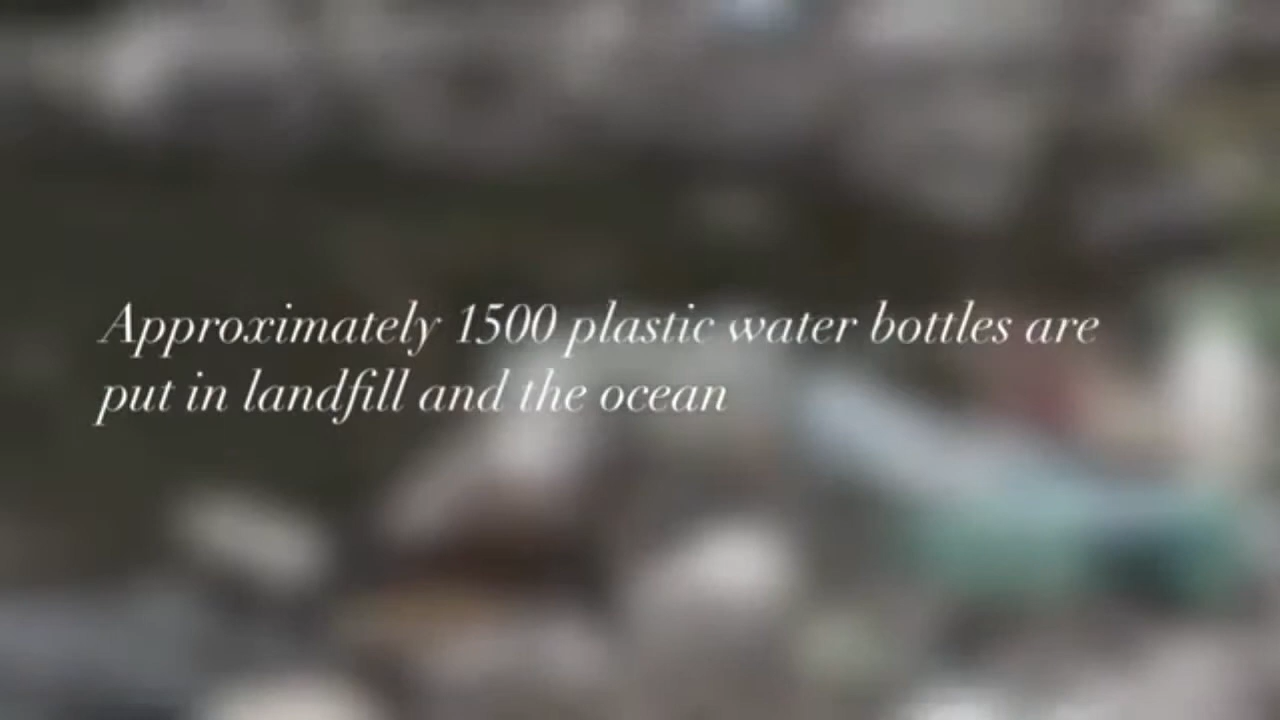 Approximately 1500 plastic water bottles are
put in landfill and the ocean